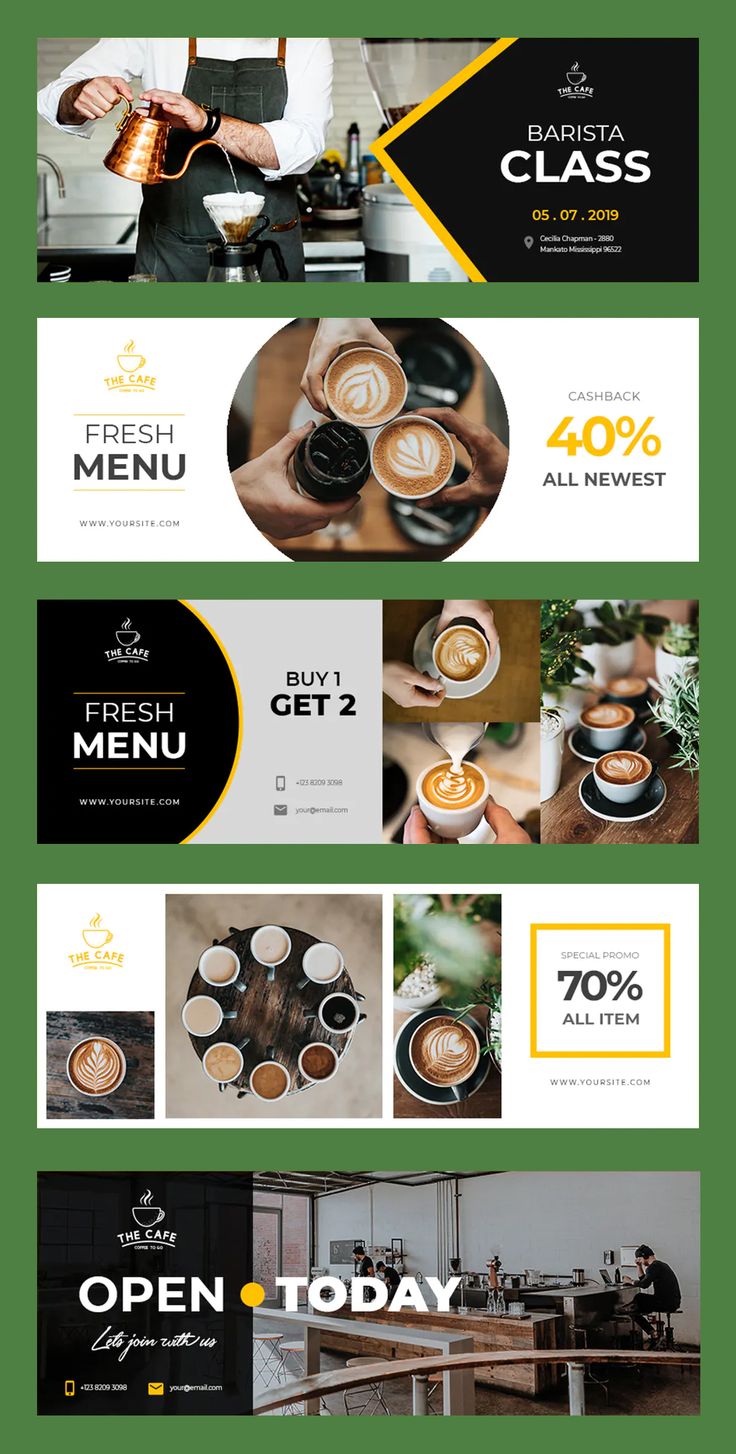 THE CAFE
COFFEE TO GO
BARISTA
CLASS
05 . 07 . 2019
Cecilia Chapman - 2880
Mankato Mississippi 96522
THE CAFE
COFFEE TO GO
FRESH
MENU
WWW.YOURSITE.COM
CASHBACK
40%
ALL NEWEST
THE CAFE
COFFEE TO GO
FRESH
MENU
WWW.YOURSITE.COM
BUY 1
GET 2
+123 8209 3098
your@email.com
THE CAFE
COFFEE TO GO
SPECIAL PROMO
70%
ALL ITEM
WWW.YOURSITE.COM
THE CAFE
COFFEE TO GO
OPEN TODAY
Lets join with us
+123 8209 3098
your@email.com